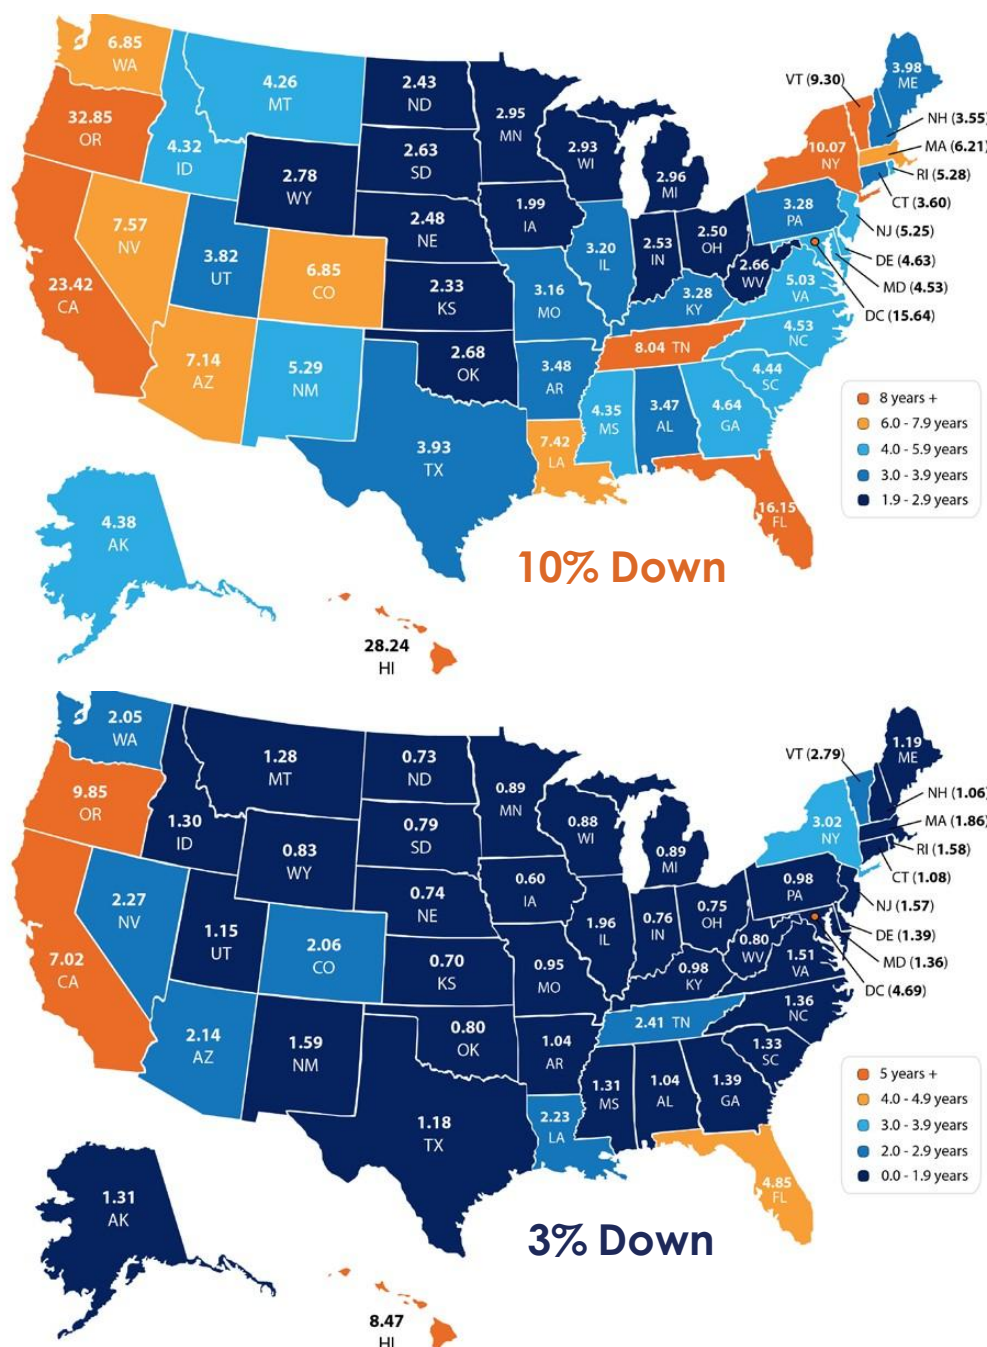 6.85
WA
32.85
OR
23.42
CA
7.57
NV
4.32
ID
4.26
MT
2.78
WY
3.82
UT
6.85
CO
7.14
AZ
5.29
NM
2.43
ND
2.63
SD
2.48
NE
2.33
KS
2.68
OK
3.93
TX
2.95
MN
1.99
IA
3.16
MO
3.48
AR
7.42
LA
2.93
WI
3.20
IL
2.96
MI
2.53
IN
2.50
OH
3.28
KY
8.04 TN
4.35
MS
3.47
AL
4.64
GA
16.15
FL
4.44
SC
4.53
NC
5.03
VA
2.66
WV
3.28
PA
10.07
NY
3.98
ME
VT (9.30)
NH (3.55)
MA (6.21)
RI (5.28)
CT (3.60)
NJ (5.25)
DE (4.63)
MD (4.53)
DC (15.64)
4.38
AK
28.24
HI
8 years +
6.0 - 7.9 years
4.0 - 5.9 years
3.0 - 3.9 years
1.9 - 2.9 years
10% Down
2.05
WA
9.85
OR
7.02
CA
2.27
NV
1.30
ID
1.28
MT
0.83
WY
1.15
UT
2.06
CO
2.14
AZ
1.59
NM
0.73
ND
0.79
SD
0.74
NE
0.70
KS
0.80
OK
1.18
TX
0.89
MN
0.60
IA
0.95
MO
1.04
AR
2.23
LA
0.88
WI
1.96
IL
0.89
MI
0.76
IN
0.75
OH
0.98
KY
2.41 TN
1.31
MS
1.04
AL
1.39
GA
4.85
FL
1.33
SC
1.36
NC
1.51
VA
0.80
WV
0.98
PA
3.02
NY
1.19
ME
VT (2.79)
NH (1.06)
MA (1.86)
RI (1.58)
CT (1.08)
NJ (1.57)
DE (1.39)
MD (1.36)
DC (4.69)
1.31
AK
8.47
HI
5 years +
4.0 - 4.9 years
3.0 - 3.9 years
2.0 - 2.9 years
0.0 - 1.9 years
3% Down